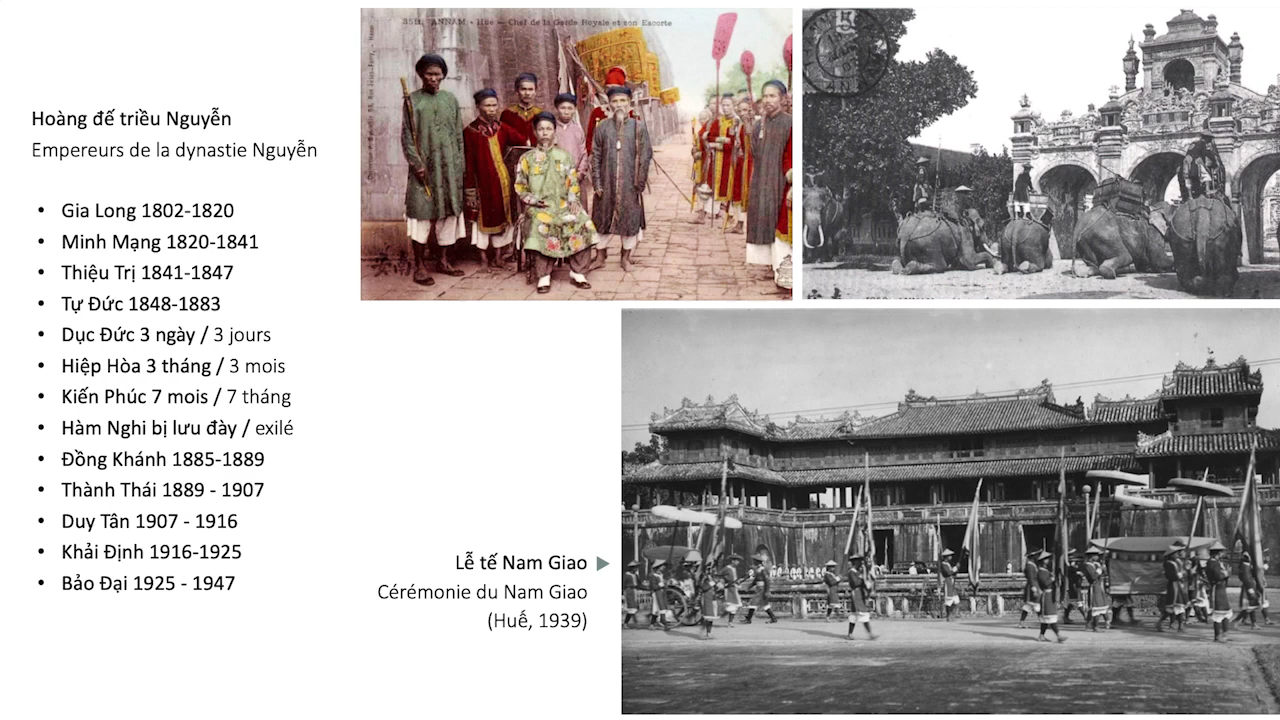 Hoàng đế triều Nguyễn
Empereurs de la dynastie Nguyễn
• Gia Long 1802-1820
• Minh Mạng 1820-1841
• Thiệu Trị 1841-1847
• Tự Đức 1848-1883
• Dục Đức 3 ngày / 3 jours
• Hiệp Hòa 3 tháng / 3 mois
• Kiến Phúc 7 mois / 7 tháng
• Hàm Nghi bị lưu đày / exilé
• Đồng Khánh 1885-1889
• Thành Thái 1889 - 1907
• Duy Tân 1907 - 1916
• Khải Định 1916-1925
• Bảo Đại 1925 - 1947
ANNAM - Hue — Chef de la Garde Royale et son Escorte
Lễ tế Nam Giao
Cérémonie du Nam Giao
(Huế, 1939)